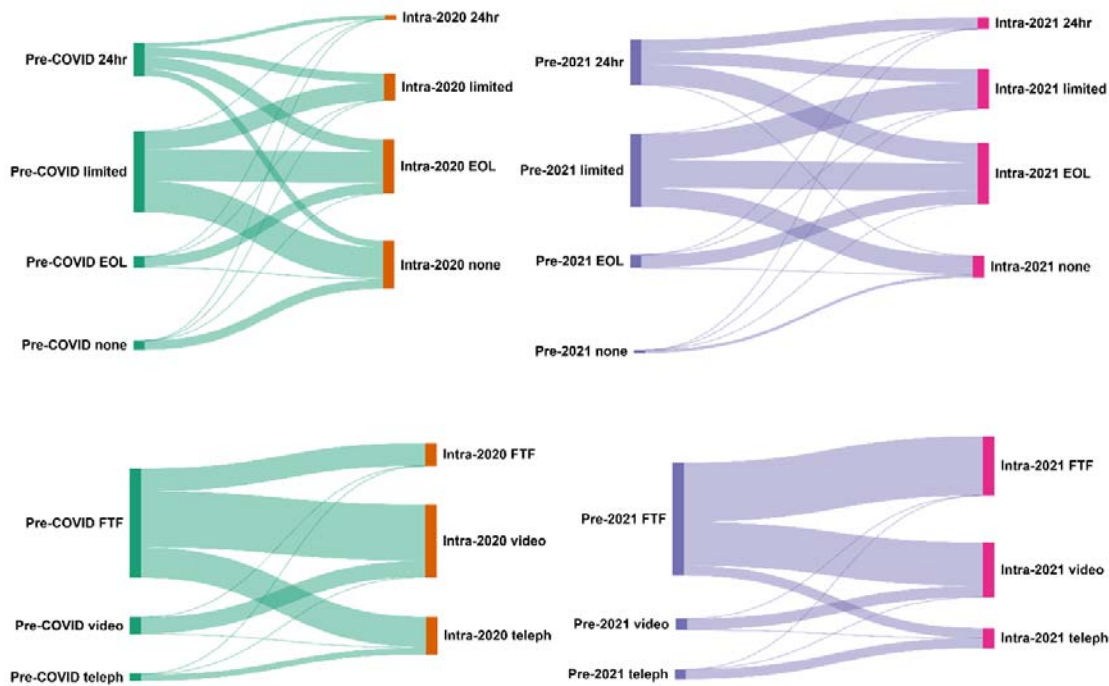 Pre-COVID 24hr
Pre-COVID limited
Pre-COVID EOL
Pre-COVID none
Intra-2020 24hr
Intra-2020 limited
Intra-2020 EOL
Intra-2020 none
Pre-2021 24hr
Pre-2021 limited
Pre-2021 EOL
Pre-2021 none
Intra-2021 24hr
Intra-2021 limited
Intra-2021 EOL
Intra-2021 none
Pre-COVID FTF
Pre-COVID video
Pre-COVID teleph
Intra-2020 FTF
Intra-2020 video
Intra-2020 teleph
Pre-2021 FTF
Pre-2021 video
Pre-2021 teleph
Intra-2021 FTF
Intra-2021 video
Intra-2021 teleph